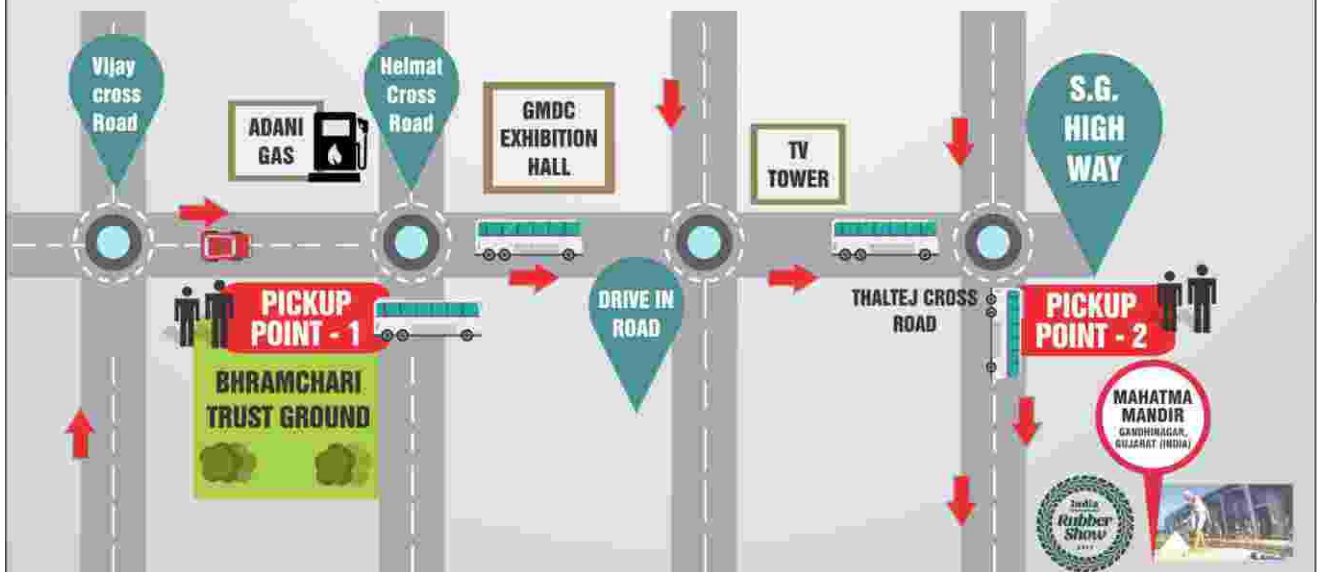 Vijay
cross
Road
ADANI
GAS
Helmat
Cross
Road
GMDC
EXHIBITION
HALL
TV
TOWER
S.G.
HIGH
WAY
PICKUP
POINT - 1
BHRAMCHARI
TRUST GROUND
DRIVE IN
ROAD
THALTEJ CROSS
ROAD
PICKUP
POINT - 2
MAHATMA
MANDIR
GANDHINAGAR,
GUJARAT (INDIA)
India
Rubber
Show